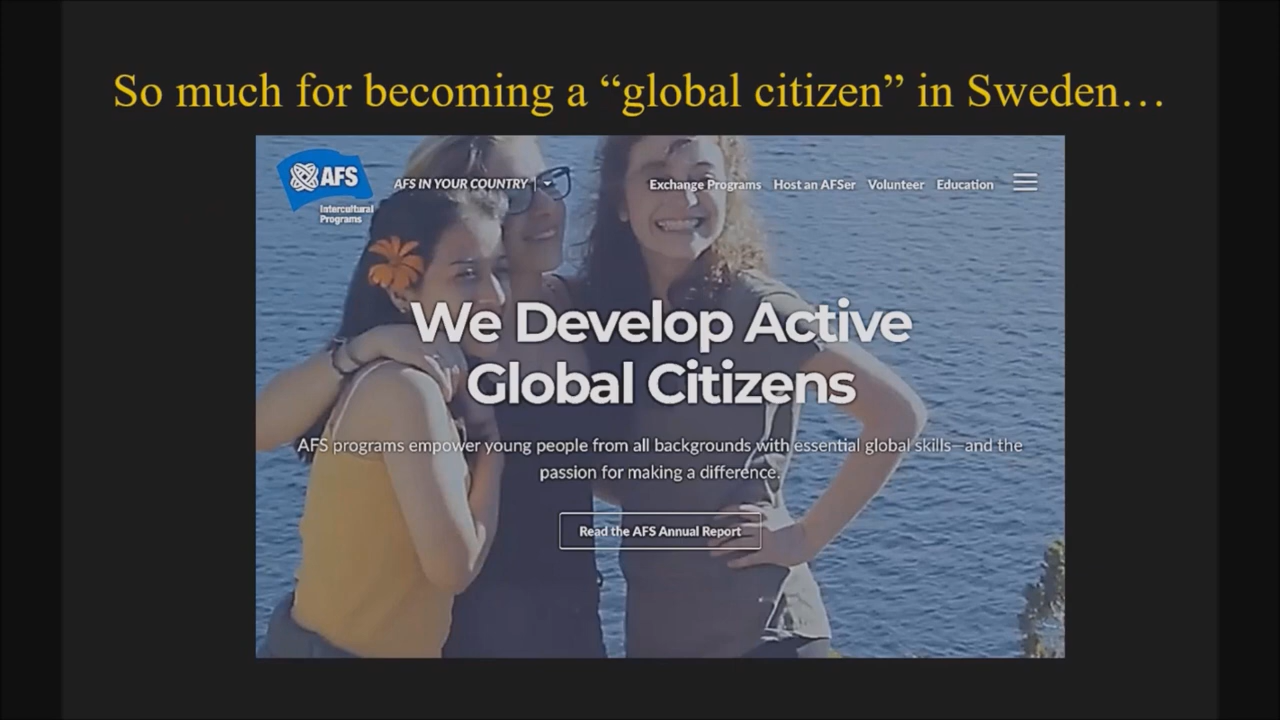 So much for becoming a “global citizen” in Sweden…
AFS
Intercultural
Programs
AFS IN YOUR COUNTRY |
Exchange Programs Host an AFSer Volunteer Education
We Develop Active
Global Citizens
AFS programs empower young people from all backgrounds with essential global skills—and the
passion for making a difference.
Read the AFS Annual Report